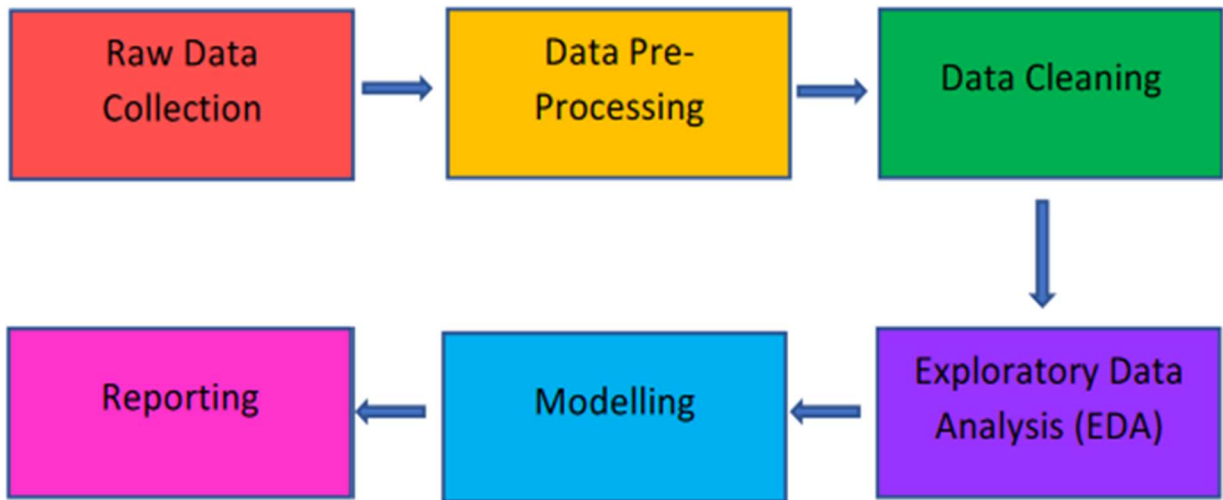 Raw Data
Collection
Data Pre-
Processing
Data Cleaning
Exploratory Data
Analysis (EDA)
Modelling
Reporting